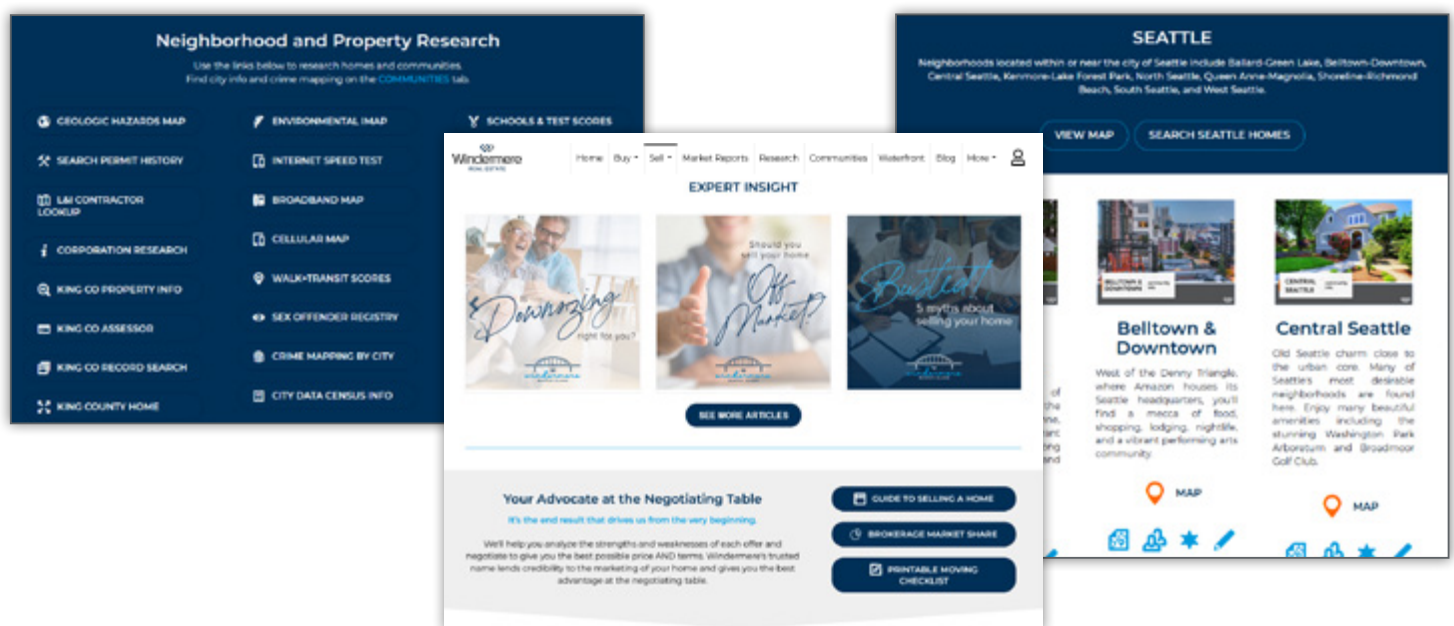 Neighborhood and Property Research
Use the links below to research homes and communities.
Find city info and crime mapping on the COMMUNITIES tab.
GEOLOGIC HAZARDS MAP
SEARCH PERMIT HISTORY
L&I CONTRACTOR
LOOKUP
CORPORATION RESEARCH
KING CO PROPERTY INFO
KING CO ASSESSOR
KING CO RECORD SEARCH
KING COUNTY HOME
ENVIRONMENTAL IMAP
INTERNET SPEED TEST
BROADBAND MAP
CELLULAR MAP
WALK+TRANSIT SCORES
SEX OFFENDER REGISTRY
CRIME MAPPING BY CITY
CITY DATA CENSUS INFO
SCHOOLS & TEST SCORES
Windermere
REAL ESTATE
Home Buy Sell Market Reports Research Communities Waterfront Blog More
EXPERT INSIGHT
Downsizing
right for you?
Should you
sell your home
Off
Market?
Busted!
5 myths about
selling your home
windermere
windermere
windermere
SEE MORE ARTICLES
Your Advocate at the Negotiating Table
It's the end result that drives us from the very beginning.
We'll help you analyze the strengths and weaknesses of each offer and
negotiate to give you the best possible price AND terms. Windermere's trusted
name lends credibility to the marketing of your home and gives you the best
advantage at the negotiating table.
GUIDE TO SELLING A HOME
BROKERAGE MARKET SHARE
PRINTABLE MOVING
CHECKLIST
SEATTLE
Neighborhoods located within or near the city of Seattle include Ballard-Green Lake, Belltown-Downtown,
Central Seattle, Kenmore-Lake Forest Park, North Seattle, Queen Anne-Magnolia, Shoreline-Richmond
Beach, South Seattle, and West Seattle.
VIEW MAP
SEARCH SEATTLE HOMES
of
the
and
BELLTOWN &
DOWNTOWN
Belltown &
Downtown
West of the Denny Triangle,
where Amazon houses its
Seattle headquarters, you'll
find a mecca of food,
shopping, lodging, nightlife,
and a vibrant performing arts
community.
MAP
CENTRAL
SEATTLE
Central Seattle
Old Seattle charm close to
the urban core. Many of
Seattle's most desirable
neighborhoods are found
here. Enjoy many beautiful
amenities including the
stunning Washington Park
Arboretum and Broadmoor
Golf Club.
MAP